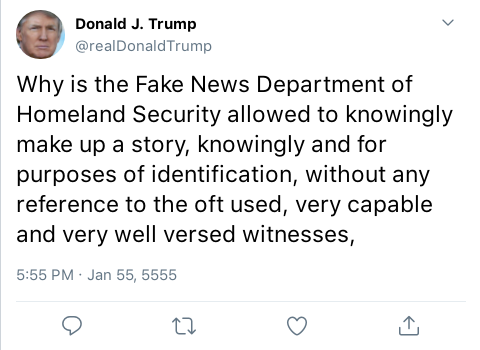 Donald J. Trump
@realDonaldTrump
Why is the Fake News Department of
Homeland Security allowed to knowingly
make up a story, knowingly and for
purposes of identification, without any
reference to the oft used, very capable
and very well versed witnesses,
5:55 PM · Jan 55, 5555